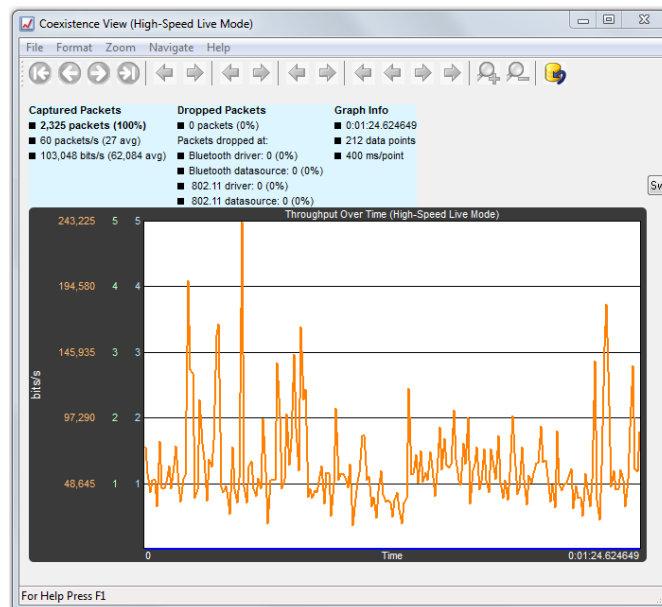 Coexistence View (High-Speed Live Mode)
File Format Zoom Navigate Help
Captured Packets
2,325 packets (100%)
60 packets/s (27 avg)
103,048 bits/s (62,084 avg)
Dropped Packets
0 packets (0%)
Packets dropped at:
Bluetooth driver: 0 (0%)
Bluetooth datasource: 0 (0%)
802.11 driver: 0 (0%)
802.11 datasource: 0 (0%)
Graph Info
0:01:24.624649
212 data points
400 ms/point
Sw
Throughput Over Time (High-Speed Live Mode)
243,225 5 5
194,580 4 4
145,935 3 3
97,290 2 2
48,645 1 1
bits/s
0 Time 0:01:24.624649
For Help Press F1